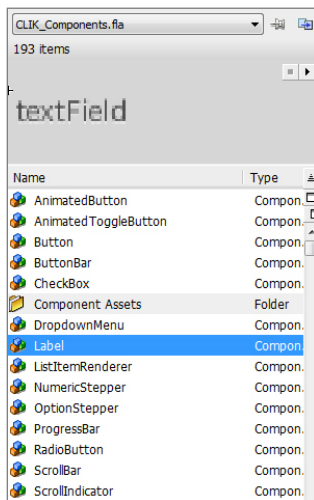 CLIK_Components.fla
193 items
textField
Name Type
AnimatedButton Compon.
AnimatedToggleButton Compon.
Button Compon.
ButtonBar Compon.
CheckBox Compon.
Component Assets Folder
DropdownMenu Compon.
Label Compon.
ListItemRenderer Compon.
NumericStepper Compon.
OptionStepper Compon.
ProgressBar Compon.
RadioButton Compon.
ScrollBar Compon.
ScrollIndicator Compon.